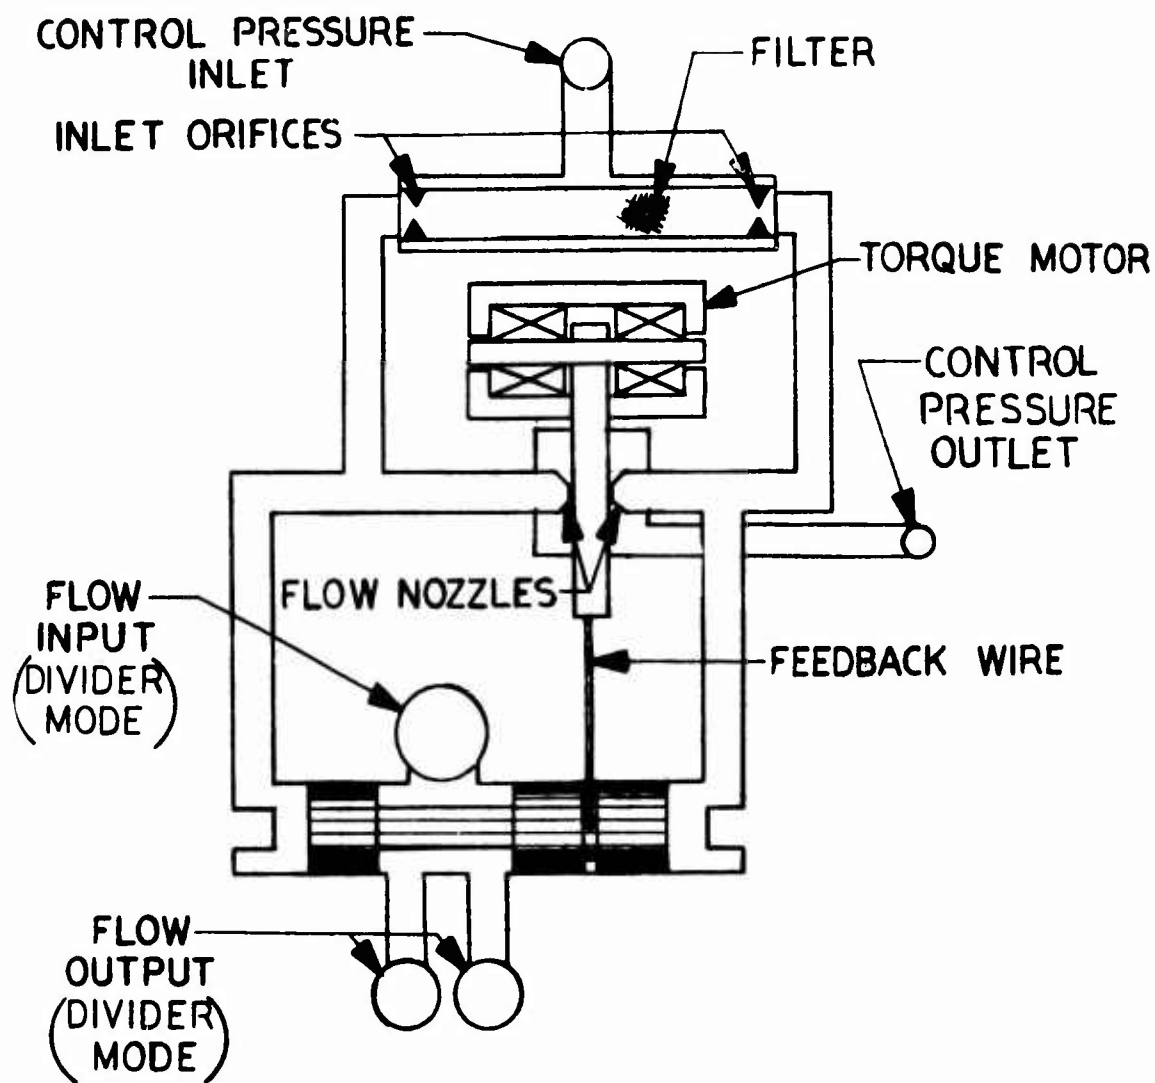 CONTROL PRESSURE
INLET
FILTER
INLET ORIFICES
TORQUE MOTOR
CONTROL
PRESSURE
OUTLET
FLOW NOZZLES
FLOW
INPUT
(DIVIDER
MODE)
FEEDBACK WIRE
FLOW
OUTPUT
(DIVIDER
MODE)